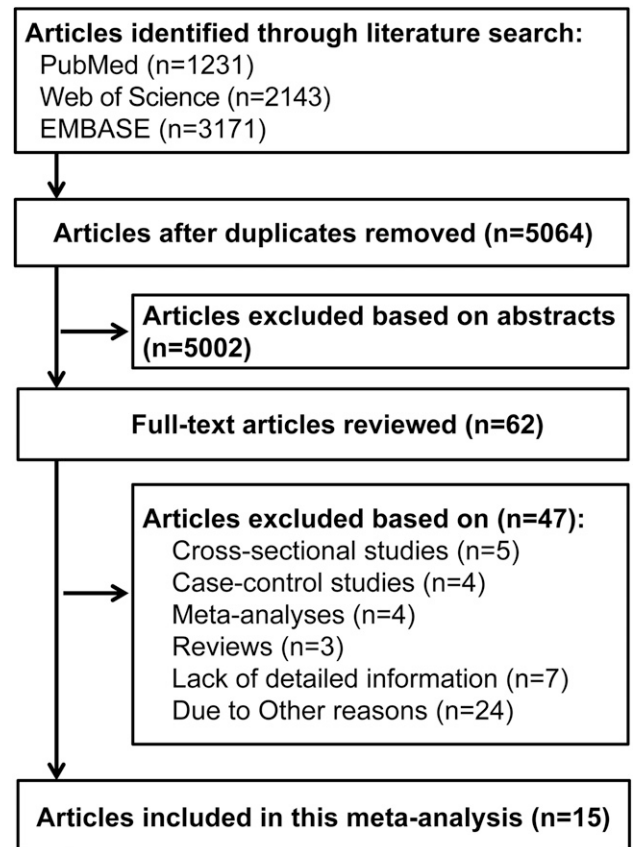 Articles identified through literature search:
PubMed (n=1231)
Web of Science (n=2143)
EMBASE (n=3171)
Articles after duplicates removed (n=5064)
Articles excluded based on abstracts
(n=5002)
Full-text articles reviewed (n=62)
Articles excluded based on (n=47):
Cross-sectional studies (n=5)
Case-control studies (n=4)
Meta-analyses (n=4)
Reviews (n=3)
Lack of detailed information (n=7)
Due to Other reasons (n=24)
Articles included in this meta-analysis (n=15)